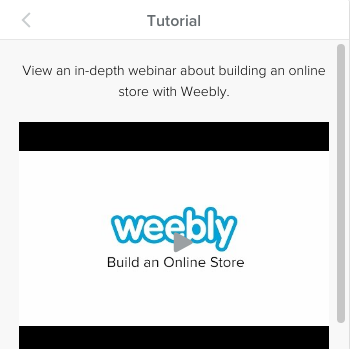 Tutorial
View an in-depth webinar about building an online
store with Weebly.
weebly
Build an Online Store